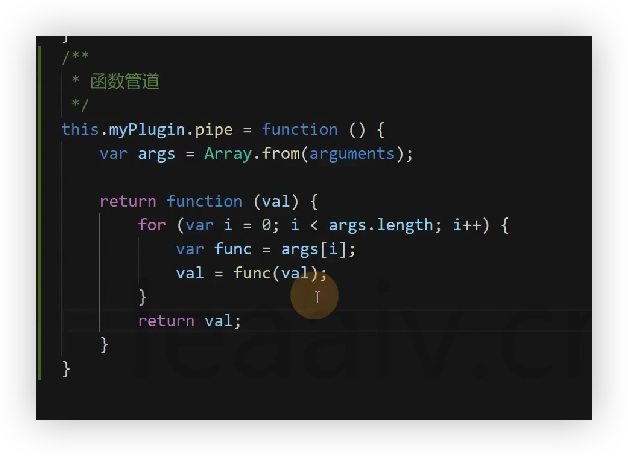 }
/**
 * 函数管道
 */
this.myPlugin.pipe = function () {
    var args = Array.from(arguments);

    return function (val) {
        for (var i = 0; i < args.length; i++) {
            var func = args[i];
            val = func(val);
        }
        return val;
    }
}